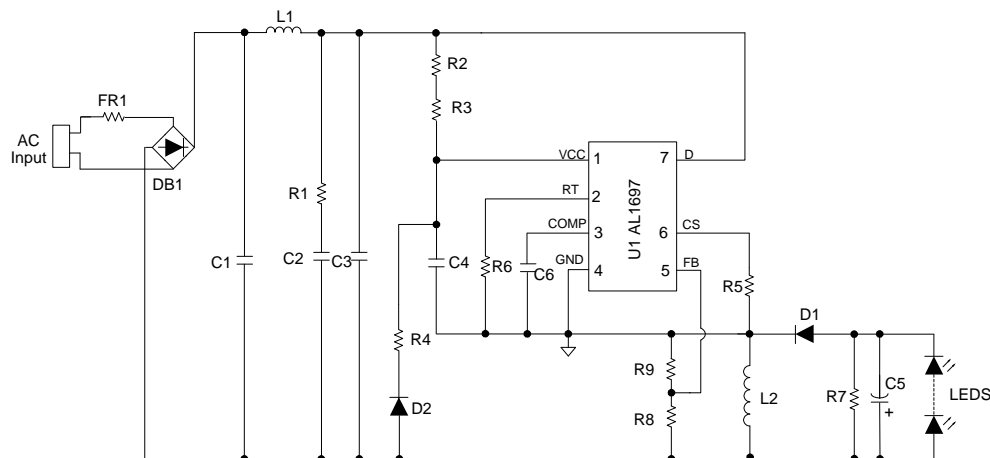 L1
FR1
AC
Input
DB1
R2
R3
R1
C1
C2
C3
C4
R4
D2
VCC
1
7
D
RT
2
COMP
3
6
CS
GND
4
5
FB
U1 AL1697
R6
C6
R5
D1
R9
R8
L2
R7
C5
+
LEDS